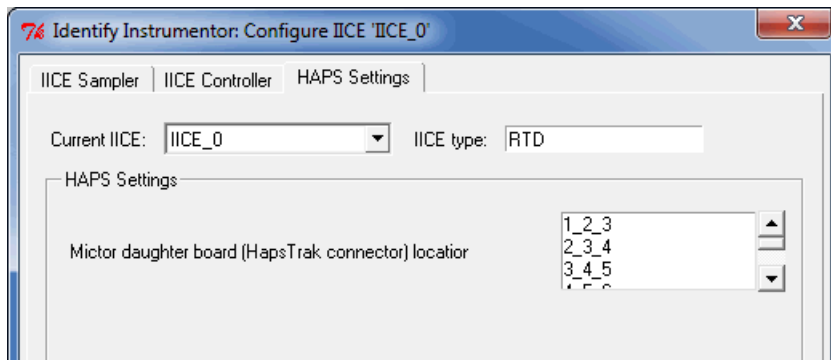 Identify Instrumentor: Configure IICE 'IICE_0'
IICE Sampler IICE Controller HAPS Settings
Current IICE: IICE_0 IICE type: RTD
HAPS Settings
Mictor daughter board (HapsTrak connector) locatior
1_2_3
2_3_4
3_4_5